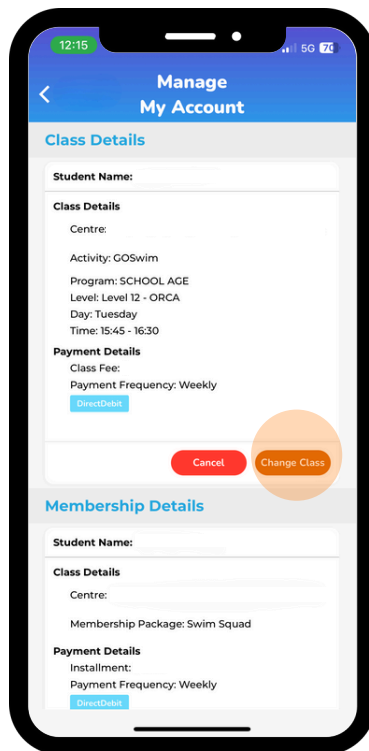 12:15
5G 70
Manage
My Account
Class Details
Student Name:
Class Details
Centre:
Activity: GOSwim
Program: SCHOOL AGE
Level: Level 12 - ORCA
Day: Tuesday
Time: 15:45 - 16:30
Payment Details
Class Fee:
Payment Frequency: Weekly
DirectDebit
Cancel Change Class
Membership Details
Student Name:
Class Details
Centre:
Membership Package: Swim Squad
Payment Details
Installment:
Payment Frequency: Weekly
DirectDebit